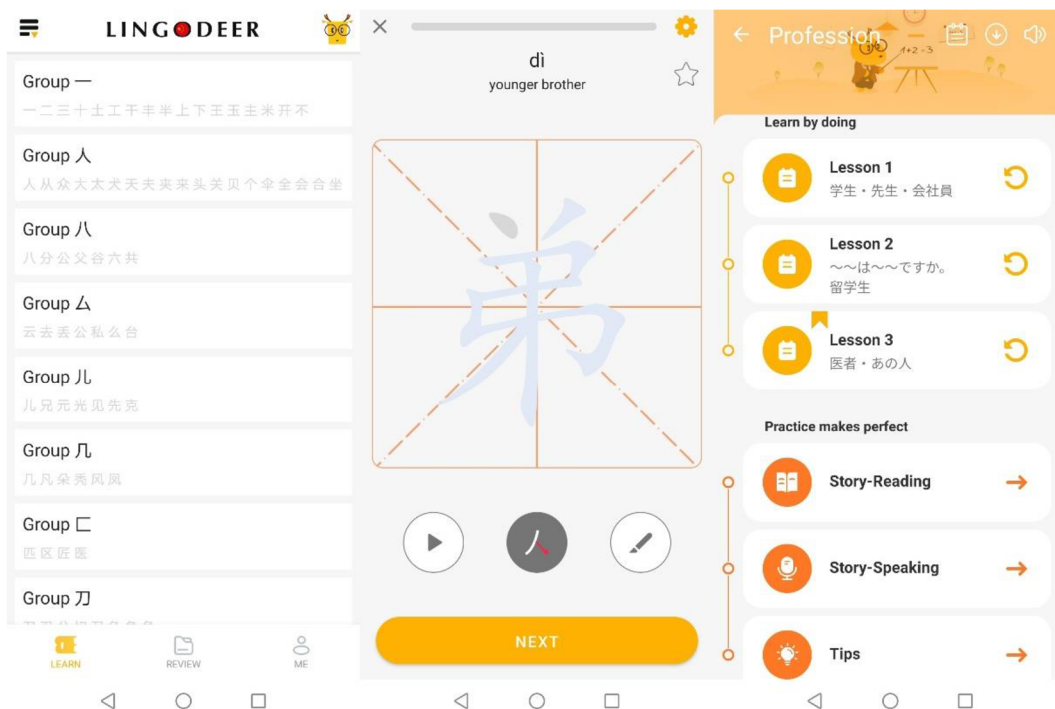 LINGODEER
Group 一
一二三十土工干丰半上下王玉主米开不
Group 人
人从众大太犬天夫夹来头关贝个伞全会合坐
Group 八
八分公父谷六共
Group 厶
云去丢公私么台
Group 儿
儿兄元光见先克
Group 几
几凡朵秃风凤
Group 匚
匹区匠医
Group 刀
LEARN
REVIEW
ME
dì
younger brother
弟
NEXT
Profession
1+2-3
Learn by doing
Lesson 1
学生・先生・会社員
Lesson 2
～～は～～ですか。
留学生
Lesson 3
医者・あの人
Practice makes perfect
Story-Reading
Story-Speaking
Tips